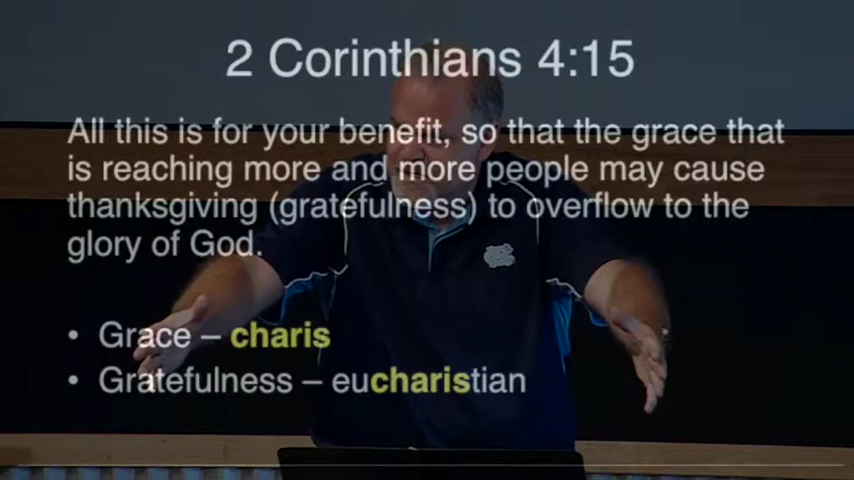 2 Corinthians 4:15
All this is for your benefit, so that the grace that
is reaching more and more people may cause
thanksgiving (gratefulness) to overflow to the
glory of God.
• Grace – charis
• Gratefulness – eucharistian